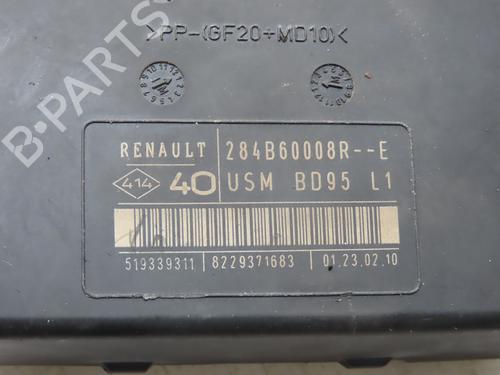 >PP-(GF20+MD10)<
B-PARTS
RENAULT 284B60008R--E
414 40 USM BD95 L1
519339311 8229371683 01.23.02.10